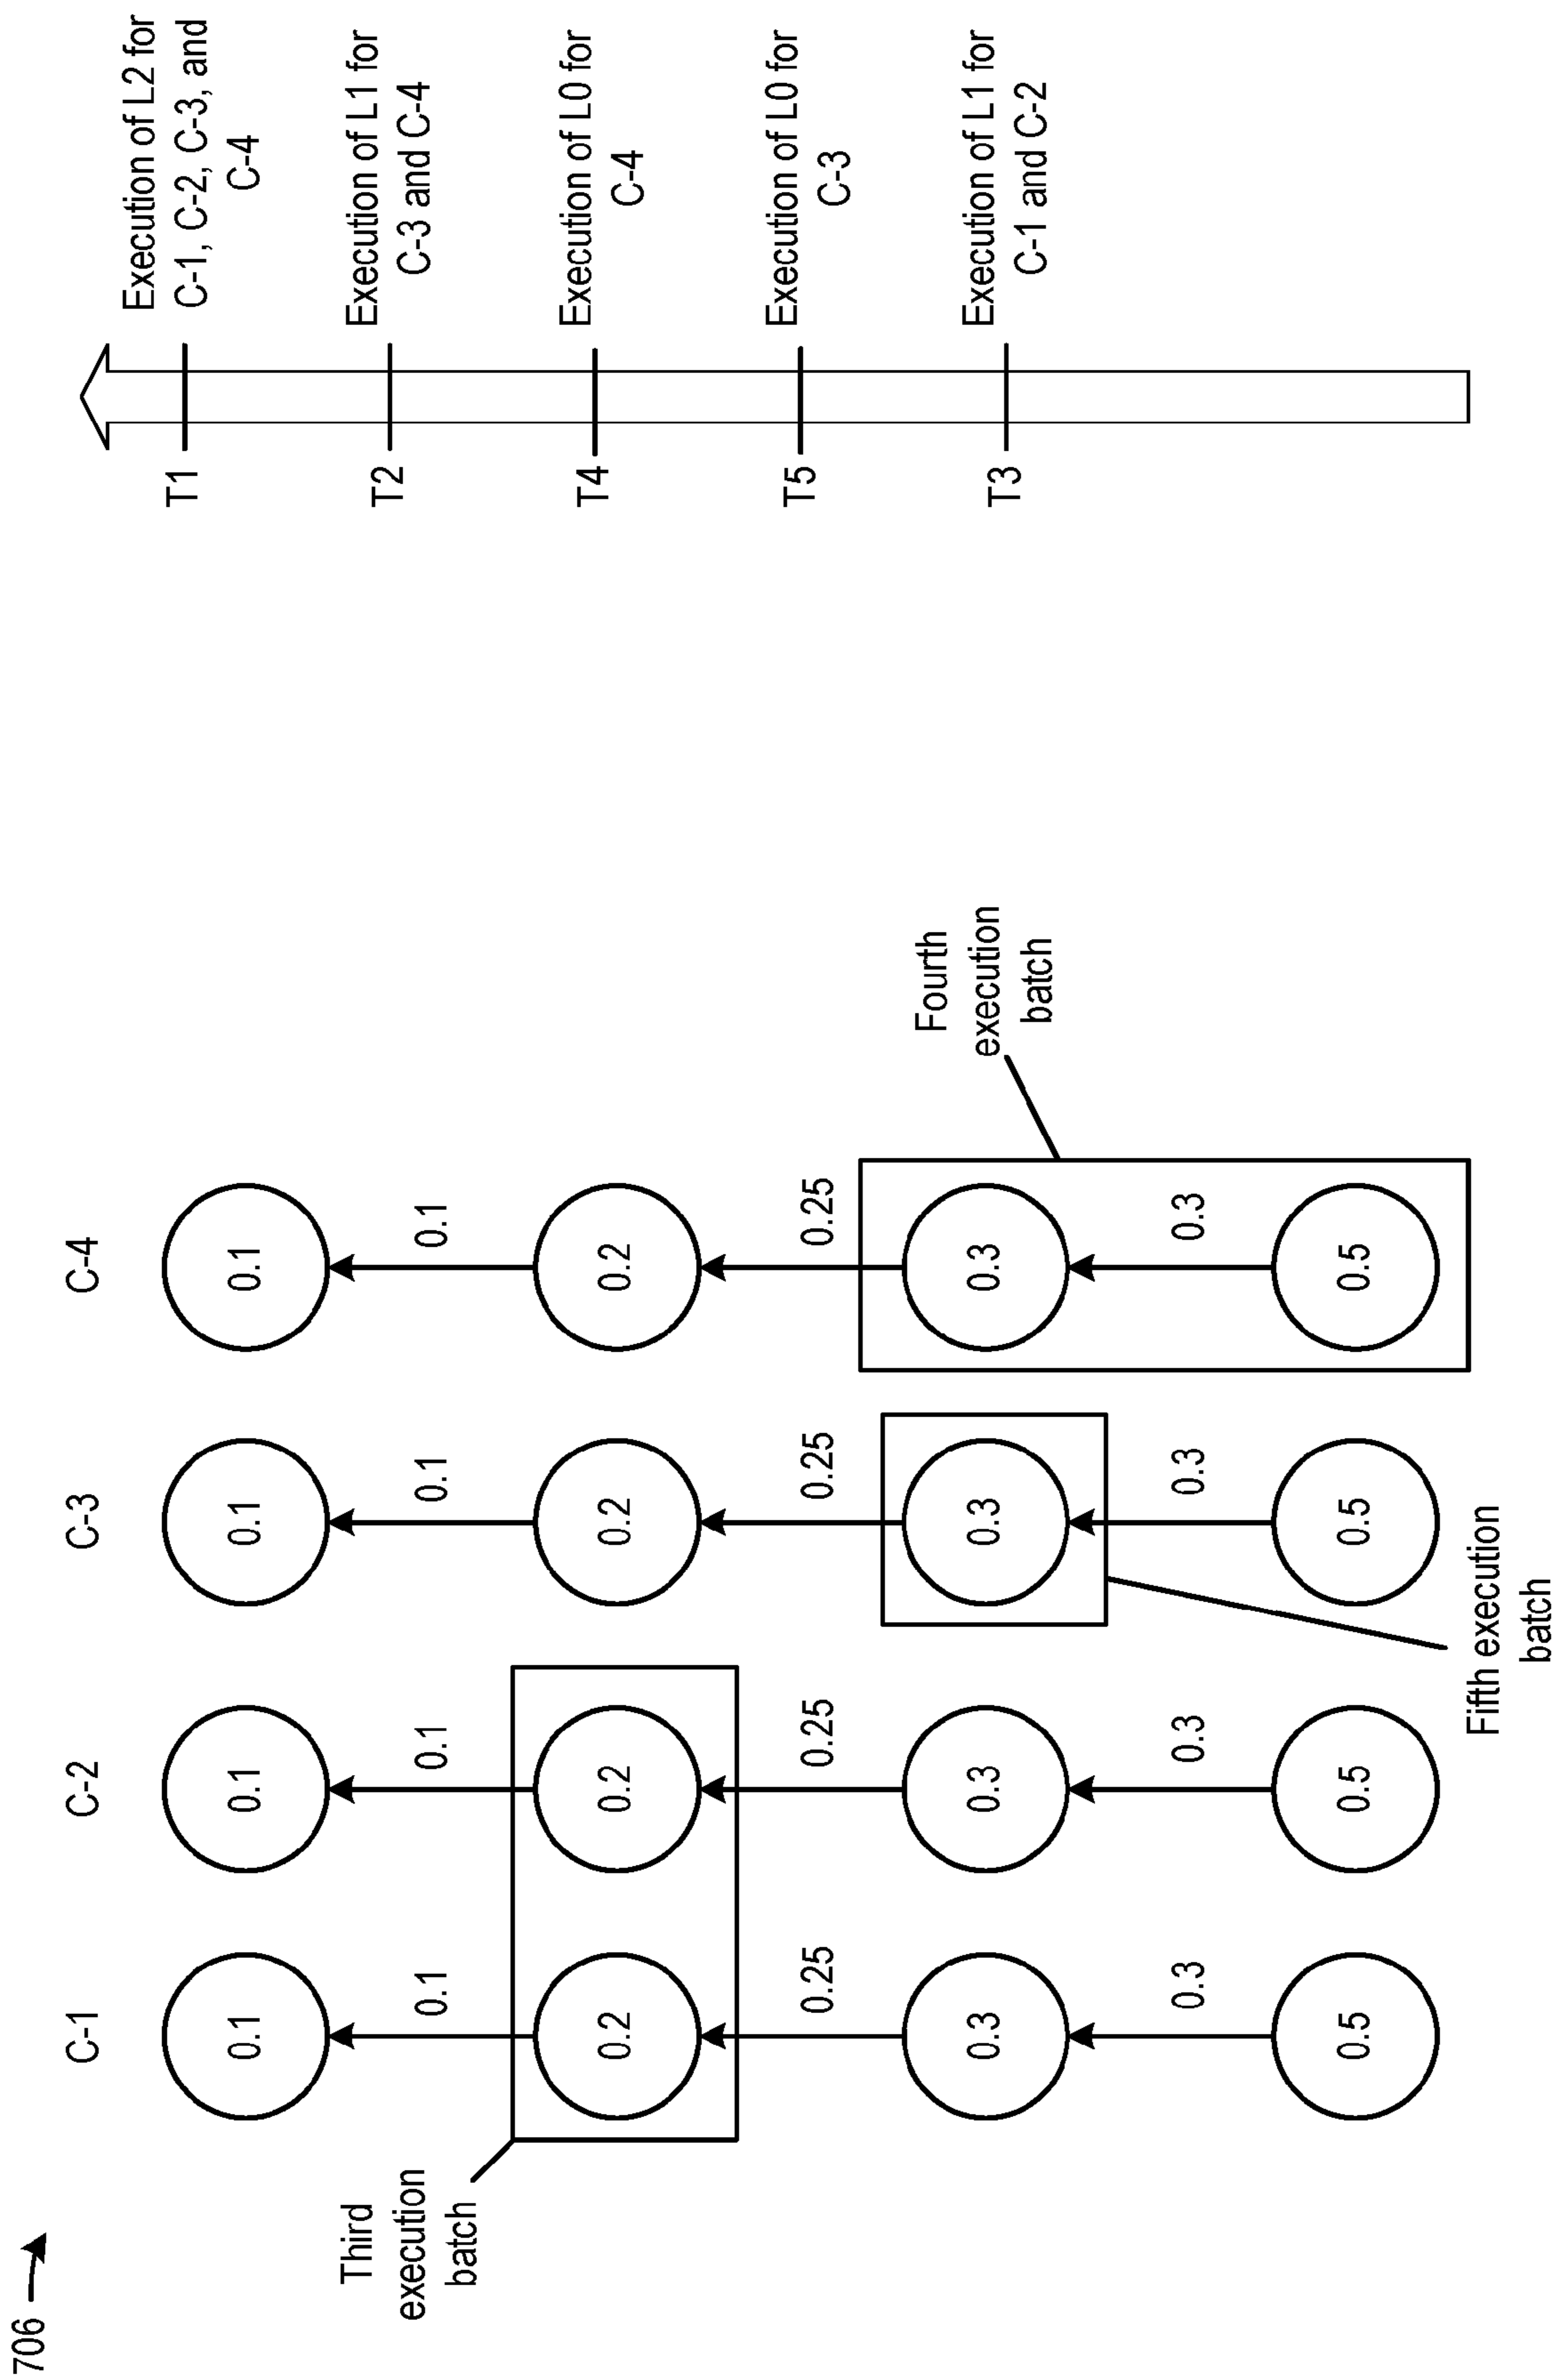 706
C-1
C-2
C-3
C-4
0.1
0.1
0.1
0.1
0.1
0.1
0.1
0.1
Third
execution
batch
0.2
0.2
0.2
0.2
0.25
0.25
0.25
0.25
Fourth
execution
batch
0.3
0.3
0.3
0.3
0.3
0.3
0.3
0.3
0.5
0.5
0.5
0.5
Fifth execution
batch
T1
Execution of L2 for
C-1, C-2, C-3, and
C-4
T2
Execution of L1 for
C-3 and C-4
T4
Execution of L0 for
C-4
T5
Execution of L0 for
C-3
T3
Execution of L1 for
C-1 and C-2